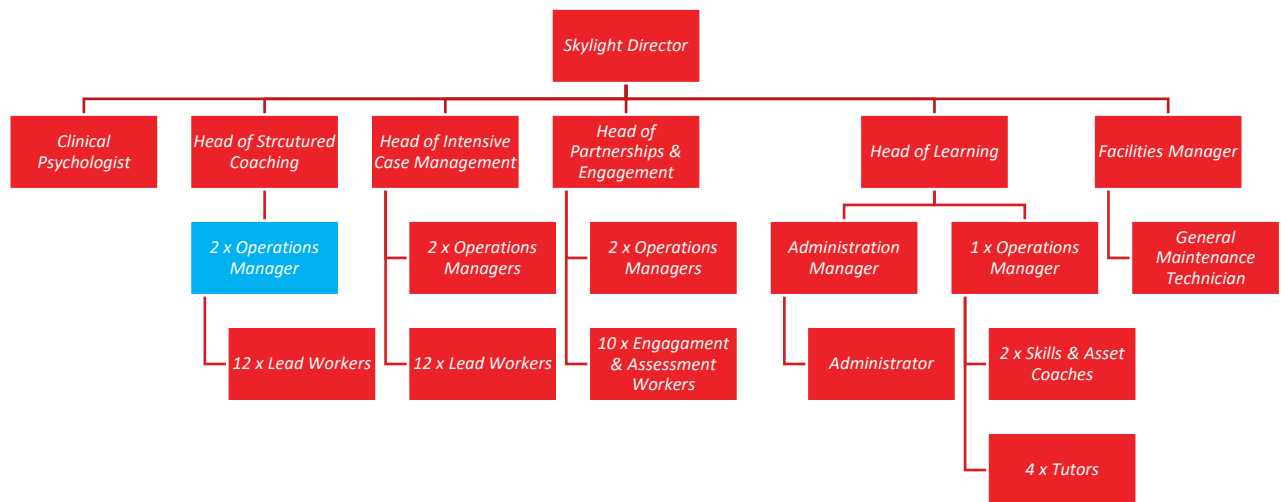 Skylight Director
Clinical
Psychologist
Head of Strcutured
Coaching
Head of Intensive
Case Management
Head of
Partnerships &
Engagement
Head of Learning
Facilities Manager
2 x Operations
Manager
2 x Operations
Managers
2 x Operations
Managers
Administration
Manager
1 x Operations
Manager
General
Maintenance
Technician
12 x Lead Workers
12 x Lead Workers
10 x Engagament
& Assessment
Workers
Administrator
2 x Skills & Asset
Coaches
4 x Tutors